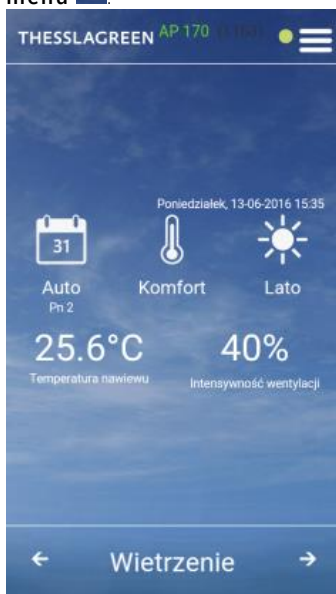 menu
THESSLAGREEN AP 170
Poniedziałek, 13-06-2016 15:35
31
Auto Komfort Lato
Pn 2
25.6°C 40%
Temperatura nawiewu Intensywność wentylacji
← Wietrzenie →